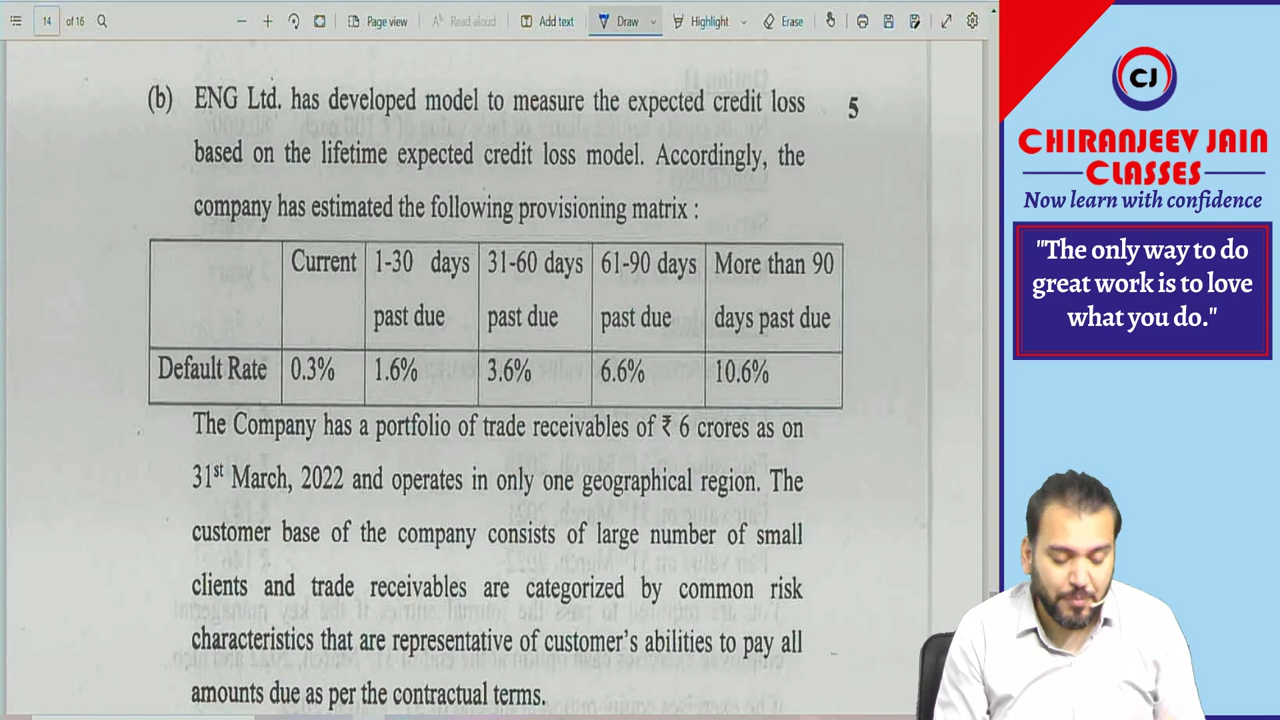 14 of 16 Page view Read aloud Add text Draw Highlight Erase
(b) ENG Ltd. has developed model to measure the expected credit loss 5
based on the lifetime expected credit loss model. Accordingly, the
company has estimated the following provisioning matrix :
Current 1-30 days 31-60 days 61-90 days More than 90
past due past due past due days past due
Default Rate 0.3% 1.6% 3.6% 6.6% 10.6%
The Company has a portfolio of trade receivables of ₹ 6 crores as on
31st March, 2022 and operates in only one geographical region. The
customer base of the company consists of large number of small
clients and trade receivables are categorized by common risk
characteristics that are representative of customer's abilities to pay all
amounts due as per the contractual terms.
CJ
CHIRANJEEV JAIN
CLASSES
Now learn with confidence
"The only way to do
great work is to love
what you do."